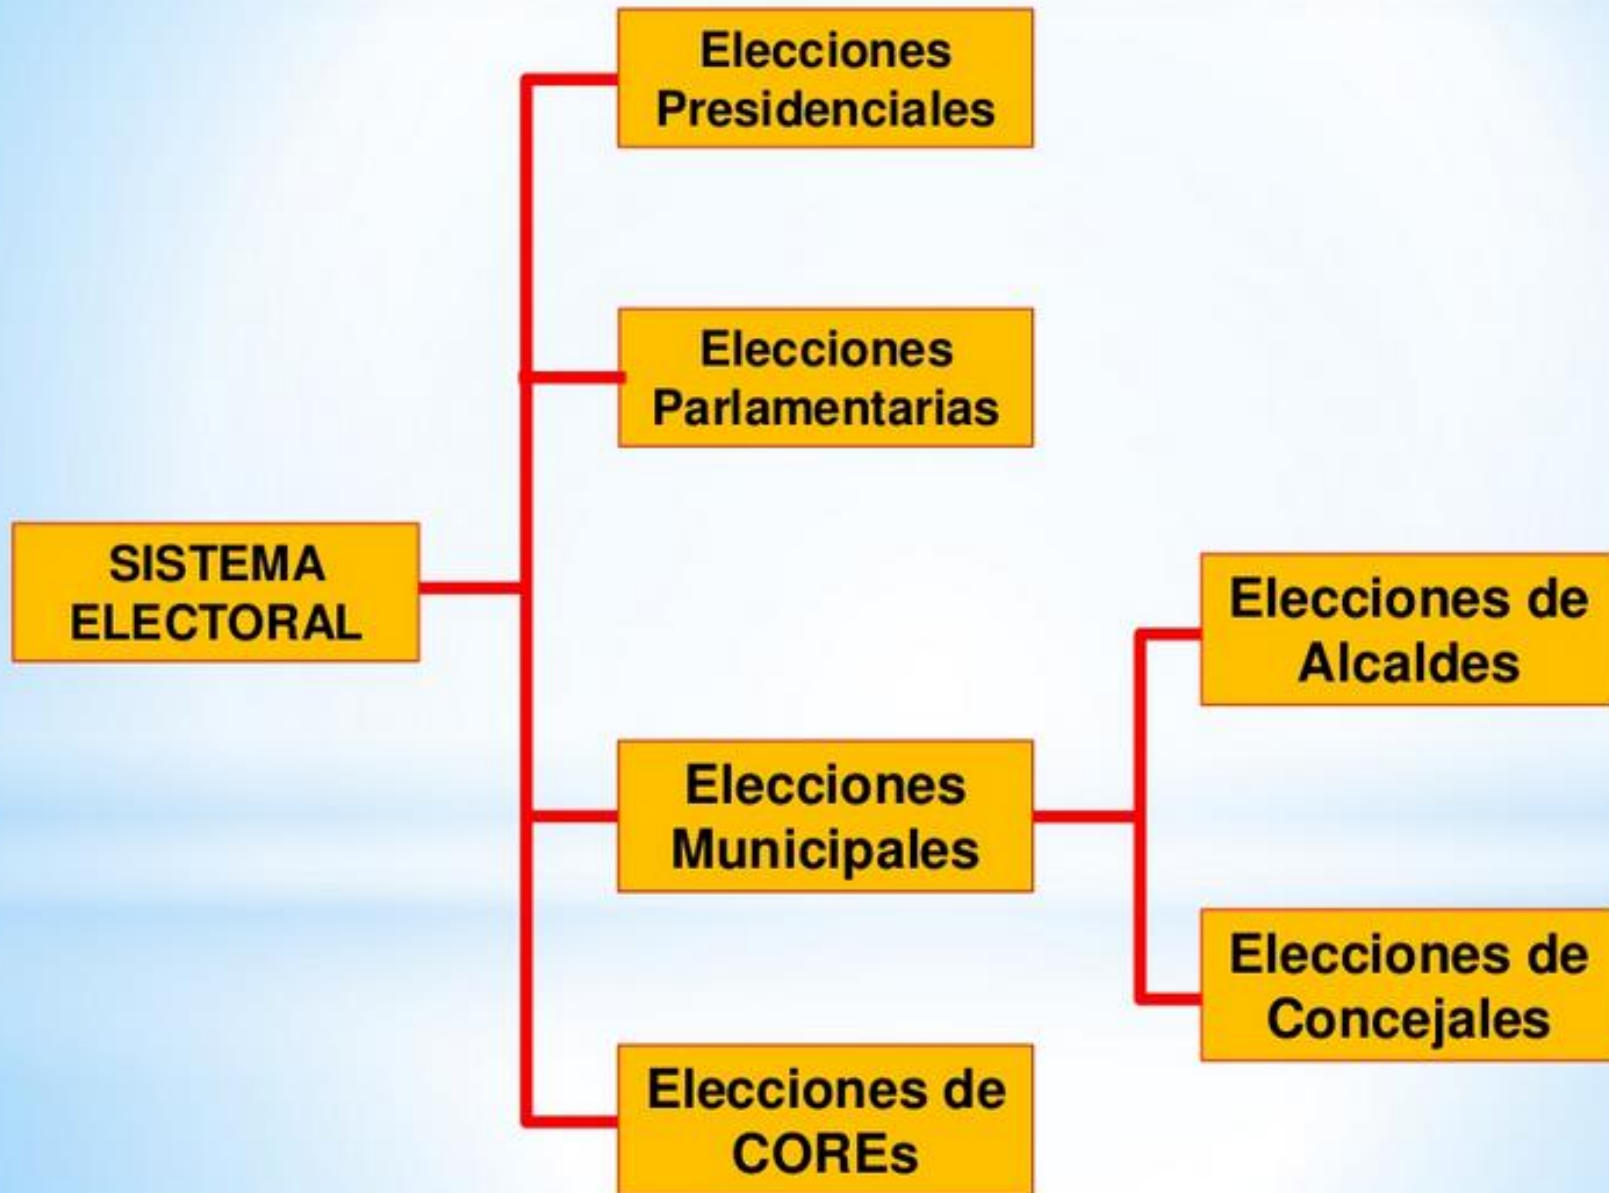 Elecciones
Presidenciales
Elecciones
Parlamentarias
SISTEMA
ELECTORAL
Elecciones de
Alcaldes
Elecciones
Municipales
Elecciones de
Concejales
Elecciones de
COREs